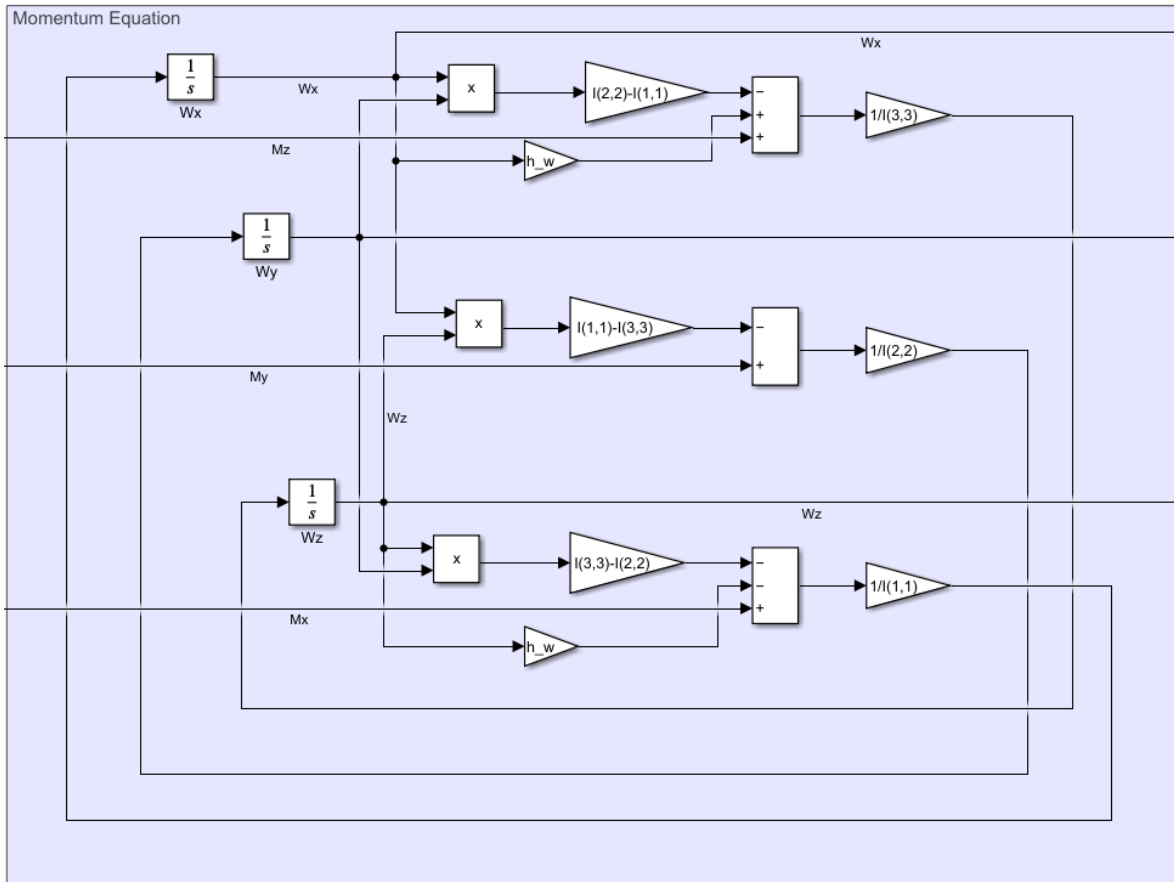 Momentum Equation
Wx
1
s
Wx
Wx
x
I(2,2)-I(1,1)
−
+
+
1/I(3,3)
Mz
h_w
1
s
Wy
x
I(1,1)-I(3,3)
−
+
1/I(2,2)
My
Wz
1
s
Wz
Wz
x
I(3,3)-I(2,2)
−
−
+
1/I(1,1)
Mx
h_w